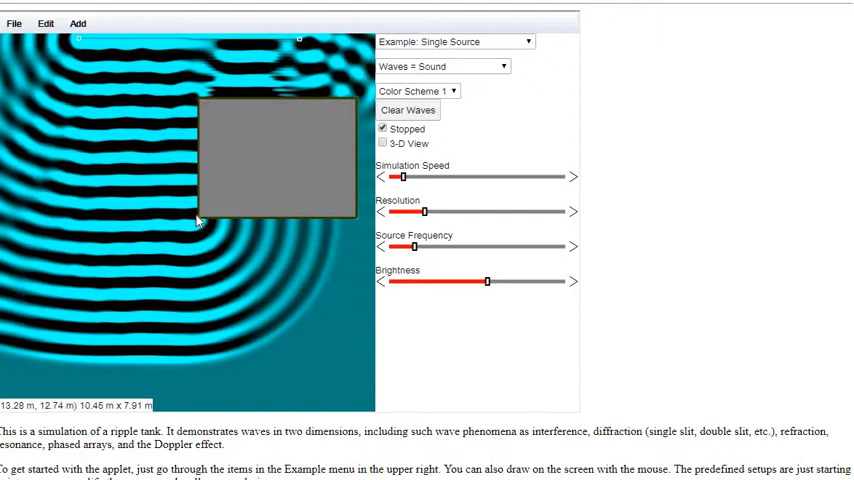 File Edit Add
Example: Single Source
Waves = Sound
Color Scheme 1
Clear Waves
Stopped
3-D View
Simulation Speed
Resolution
Source Frequency
Brightness
13.28 m, 12.74 m) 10.45 m x 7.91 m
This is a simulation of a ripple tank. It demonstrates waves in two dimensions, including such wave phenomena as interference, diffraction (single slit, double slit, etc.), refraction,
esonance, phased arrays, and the Doppler effect.
To get started with the applet, just go through the items in the Example menu in the upper right. You can also draw on the screen with the mouse. The predefined setups are just starting